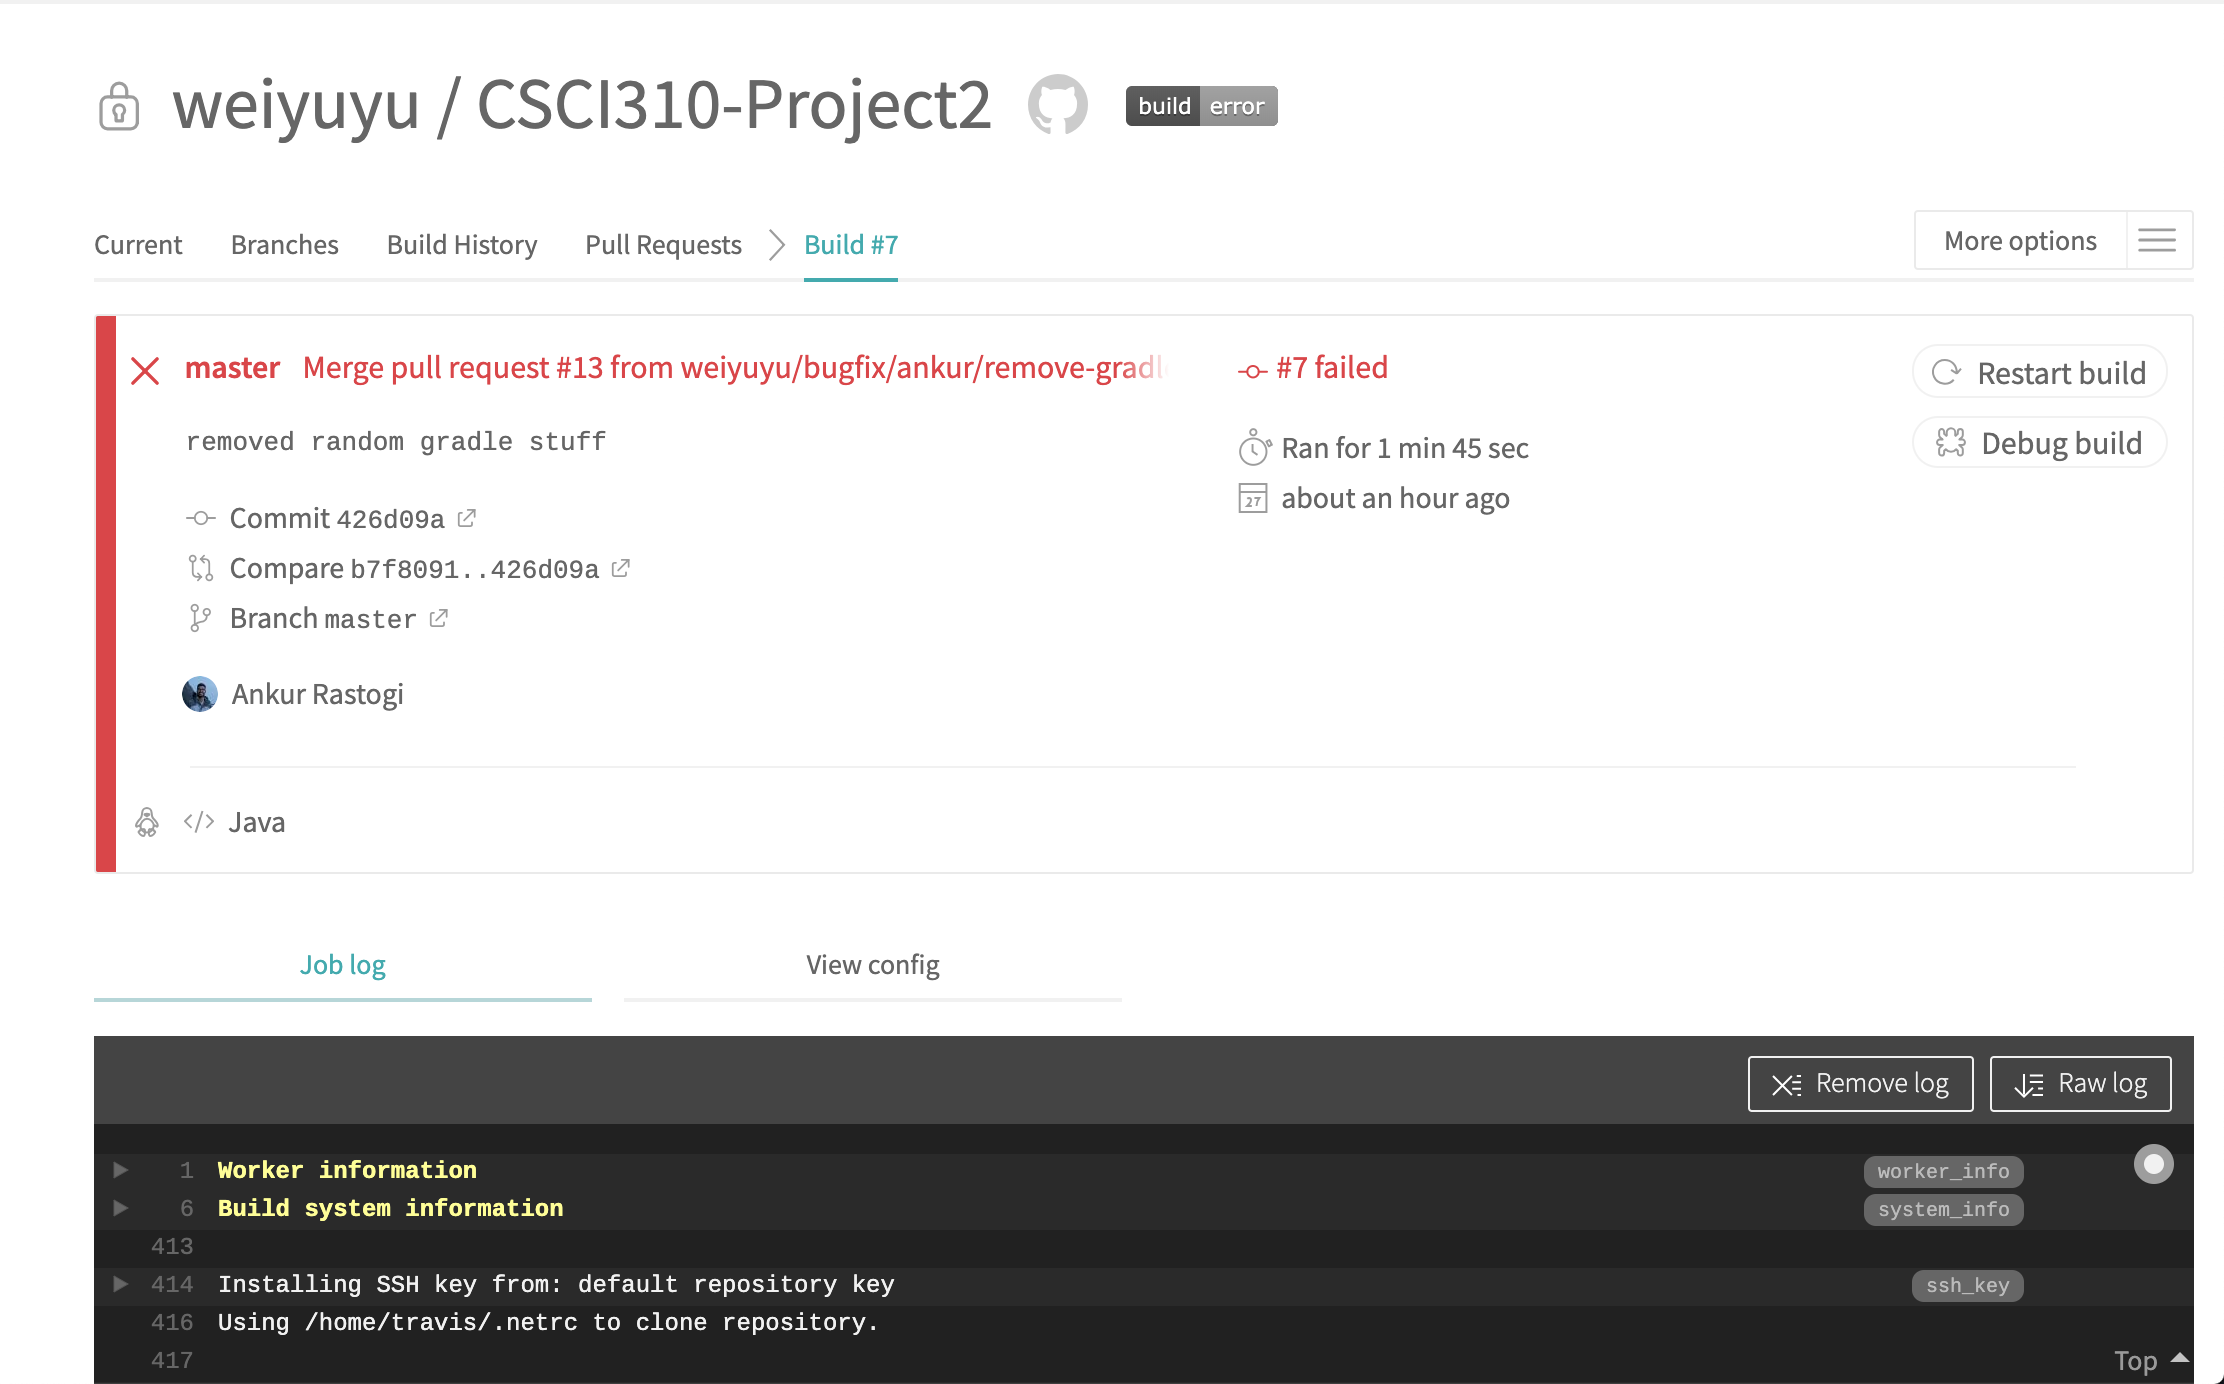 weiyuyu / CSCI310-Project2 build error
Current Branches Build History Pull Requests Build #7 More options
master Merge pull request #13 from weiyuyu/bugfix/ankur/remove-gradl
#7 failed
Restart build
removed random gradle stuff
Ran for 1 min 45 sec
Debug build
about an hour ago
27
Commit 426d09a
Compare b7f8091..426d09a
Branch master
Ankur Rastogi
</> Java
Job log View config
Remove log Raw log
1 Worker information worker_info
6 Build system information system_info
413
414 Installing SSH key from: default repository key ssh_key
416 Using /home/travis/.netrc to clone repository.
417
Top